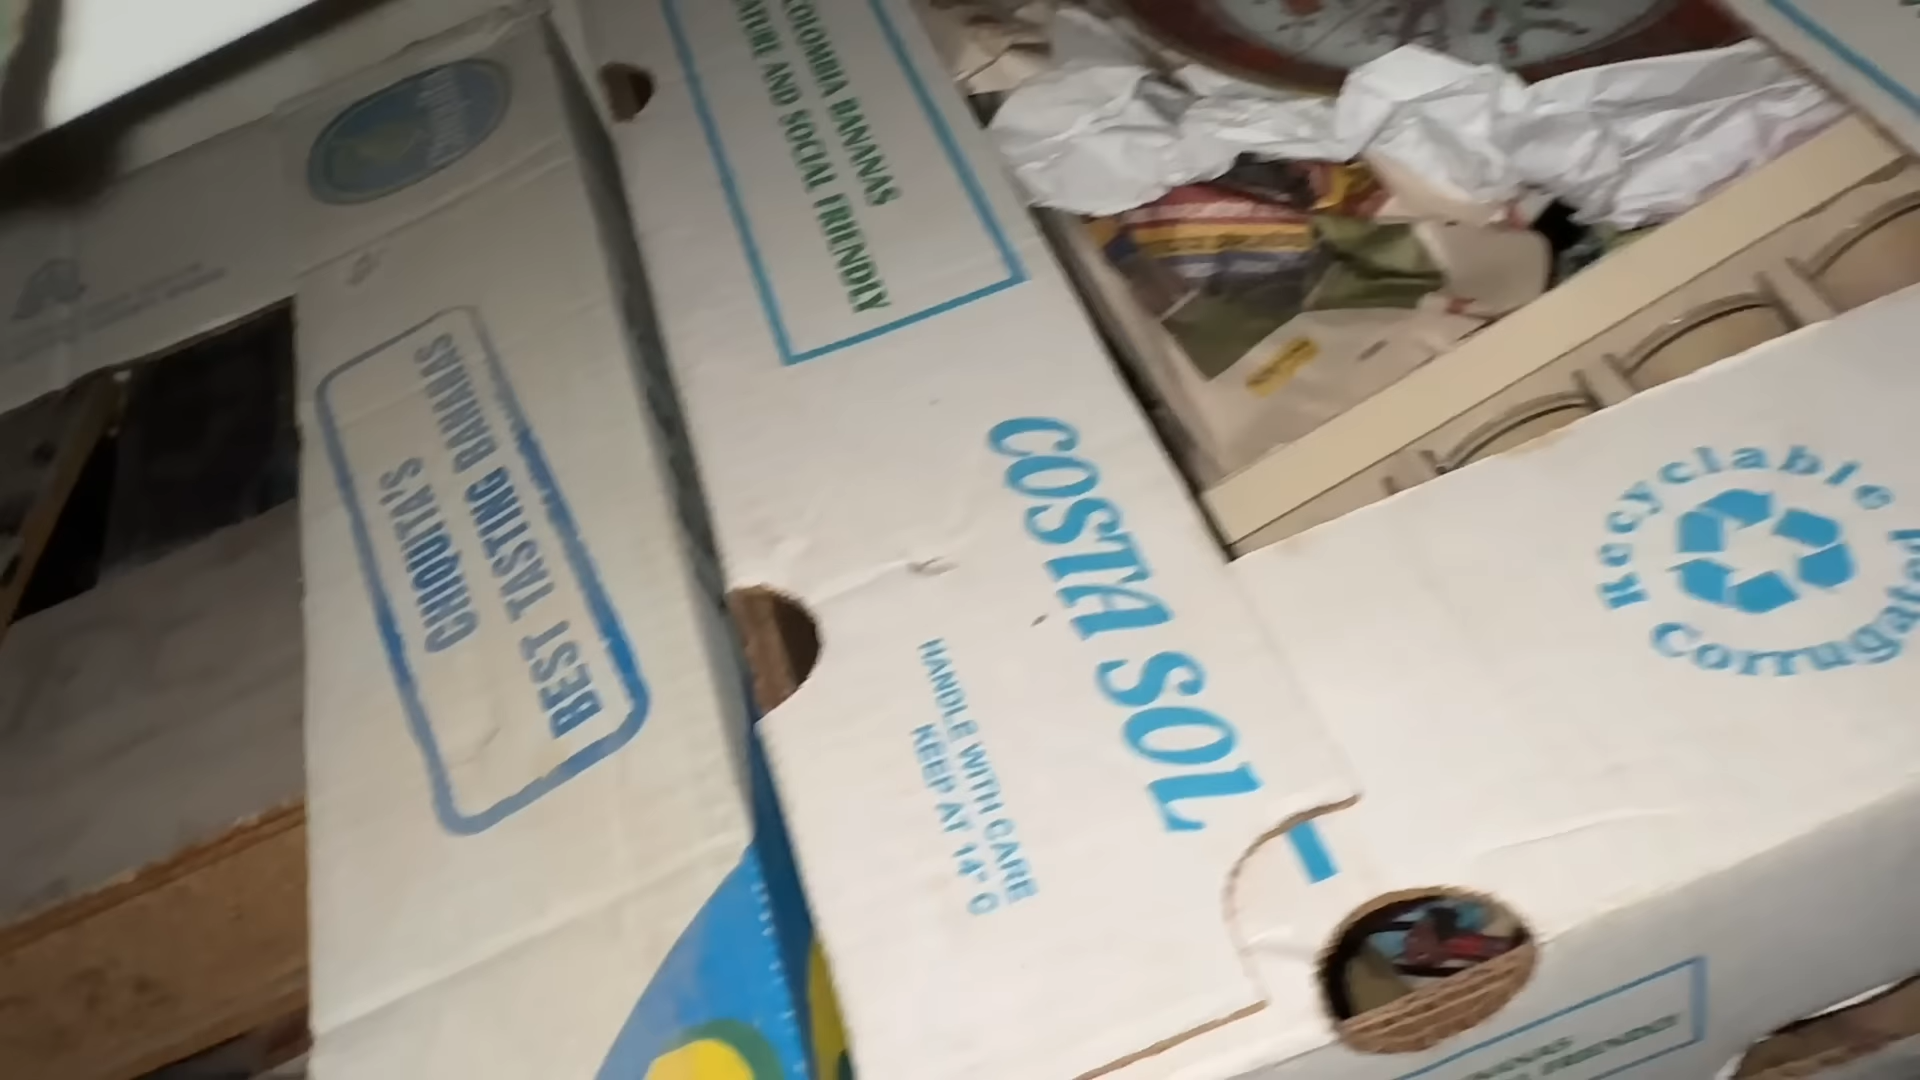 CHIQUITA'S
BEST TASTING BANANAS
COLOMBIA BANANAS
AND SOCIAL FRIENDLY
COSTA SOL
HANDLE WITH CARE
KEEP AT 14° C
Recyclable
Corrugated
FRIENDLY